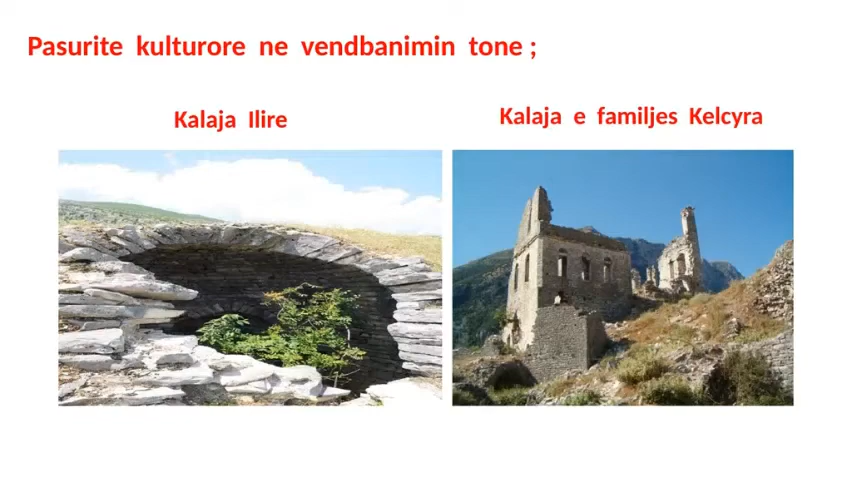 Pasurite kulturore ne vendbanimin tone ;
Kalaja Ilire
Kalaja e familjes Kelcyra